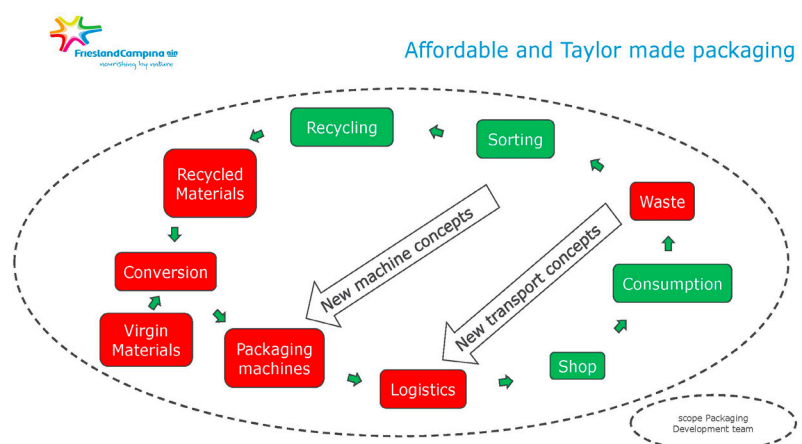 FrieslandCampina
nourishing by nature
Affordable and Taylor made packaging
Recycling
Sorting
Recycled
Materials
Waste
New machine concepts
New transport concepts
Conversion
Consumption
Virgin
Materials
Packaging
machines
Shop
Logistics
scope Packaging
Development team